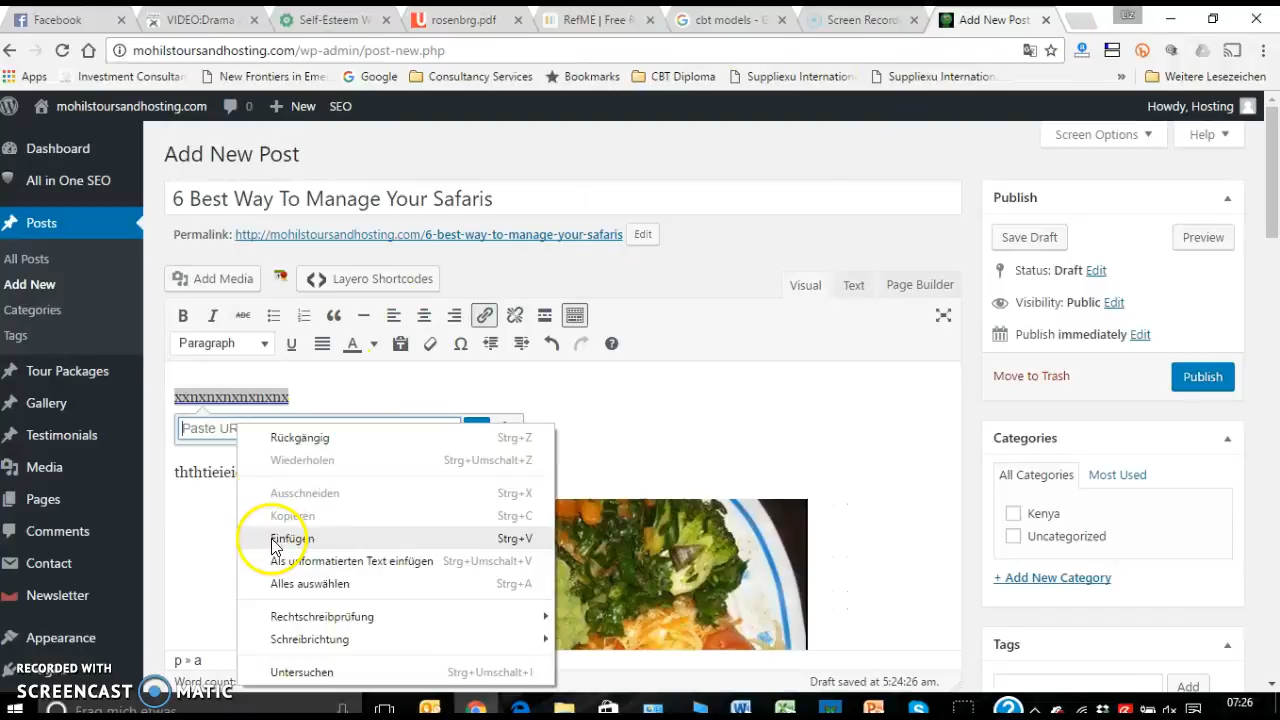 Facebook
VIDEO:Drama
Self-Esteem W
rosenbrg.pdf
RefME | Free R
cbt models - G
Screen Record
Add New Post
Liz
mohilstoursandhosting.com/wp-admin/post-new.php
Apps
Investment Consultan
New Frontiers in Eme
Google
Consultancy Services
Bookmarks
CBT Diploma
Suppliexu Internation
Suppliexu Internation
»
Weitere Lesezeichen
mohilstoursandhosting.com
0
New
SEO
Howdy, Hosting
Screen Options
Help
Dashboard
All in One SEO
Posts
All Posts
Add New
Categories
Tags
Tour Packages
Gallery
Testimonials
Media
Pages
Comments
Contact
Newsletter
Appearance
Add New Post
6 Best Way To Manage Your Safaris
Permalink: http://mohilstoursandhosting.com/6-best-way-to-manage-your-safaris Edit
Add Media
Layero Shortcodes
Visual
Text
Page Builder
B I ABC
Paragraph
U
A
Ω
xxnxnxnxnxnxnx
Paste UR
ththtieiei
Rückgängig Strg+Z
Wiederholen Strg+Umschalt+Z
Ausschneiden Strg+X
Kopieren Strg+C
Einfügen Strg+V
Als unformatierten Text einfügen Strg+Umschalt+V
Alles auswählen Strg+A
Rechtschreibprüfung
Schreibrichtung
Untersuchen Strg+Umschalt+I
p » a
Word count:
Draft saved at 5:24:26 am.
Publish
Save Draft
Preview
Status: Draft Edit
Visibility: Public Edit
Publish immediately Edit
Move to Trash
Publish
Categories
All Categories
Most Used
Kenya
Uncategorized
+ Add New Category
Tags
Add
RECORDED WITH
SCREENCAST MATIC
Frag mich etwas
07:26